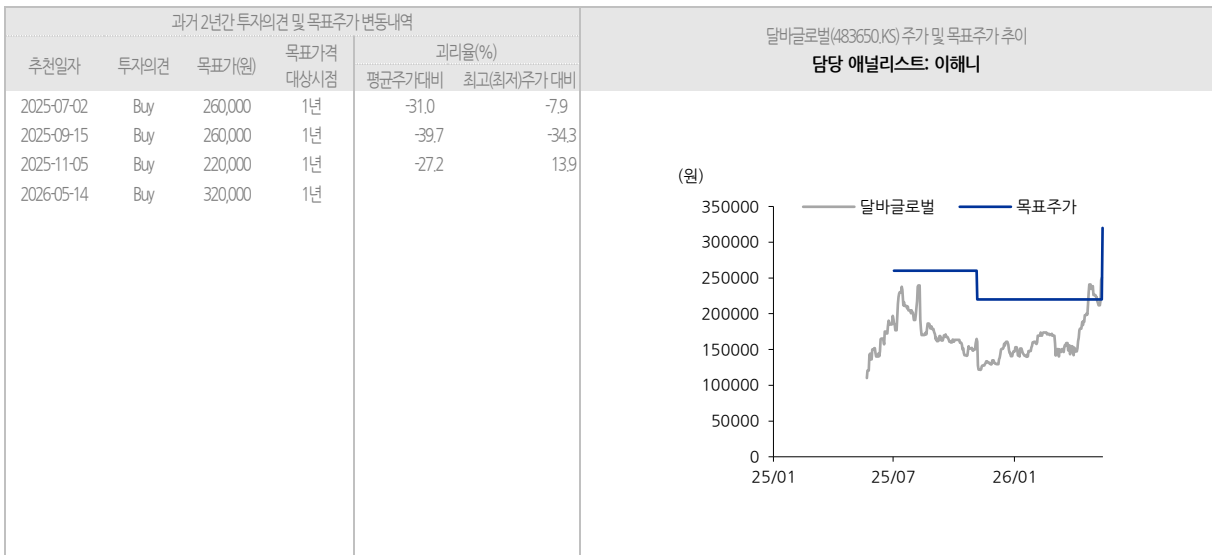 과거 2년간 투자의견 및 목표주가 변동내역
추천일자 투자의견 목표가(원) 목표가격 대상시점 괴리율(%)
평균주가대비 최고(최저)주가 대비
2025-07-02 Buy 260,000 1년 -31.0 -7.9
2025-09-15 Buy 260,000 1년 -39.7 -34.3
2025-11-05 Buy 220,000 1년 -27.2 13.9
2026-05-14 Buy 320,000 1년
달바글로벌(483650.KS) 주가 및 목표주가 추이
담당 애널리스트: 이해니
(원)
달바글로벌 목표주가
350000
300000
250000
200000
150000
100000
50000
0
25/01 25/07 26/01